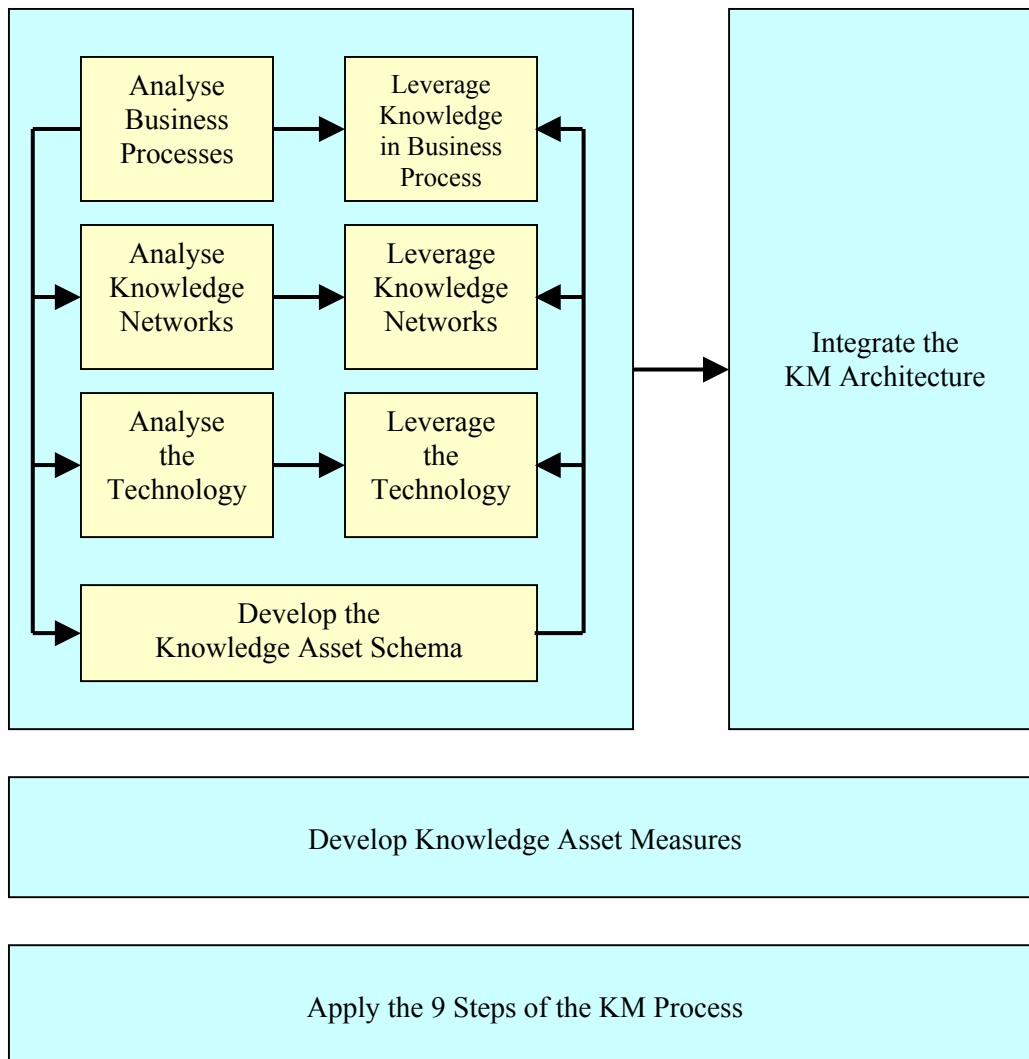 Analyse
Business
Processes
Leverage
Knowledge
in Business
Process
Analyse
Knowledge
Networks
Leverage
Knowledge
Networks
Analyse
the
Technology
Leverage
the
Technology
Develop the
Knowledge Asset Schema
Integrate the
KM Architecture
Develop Knowledge Asset Measures
Apply the 9 Steps of the KM Process